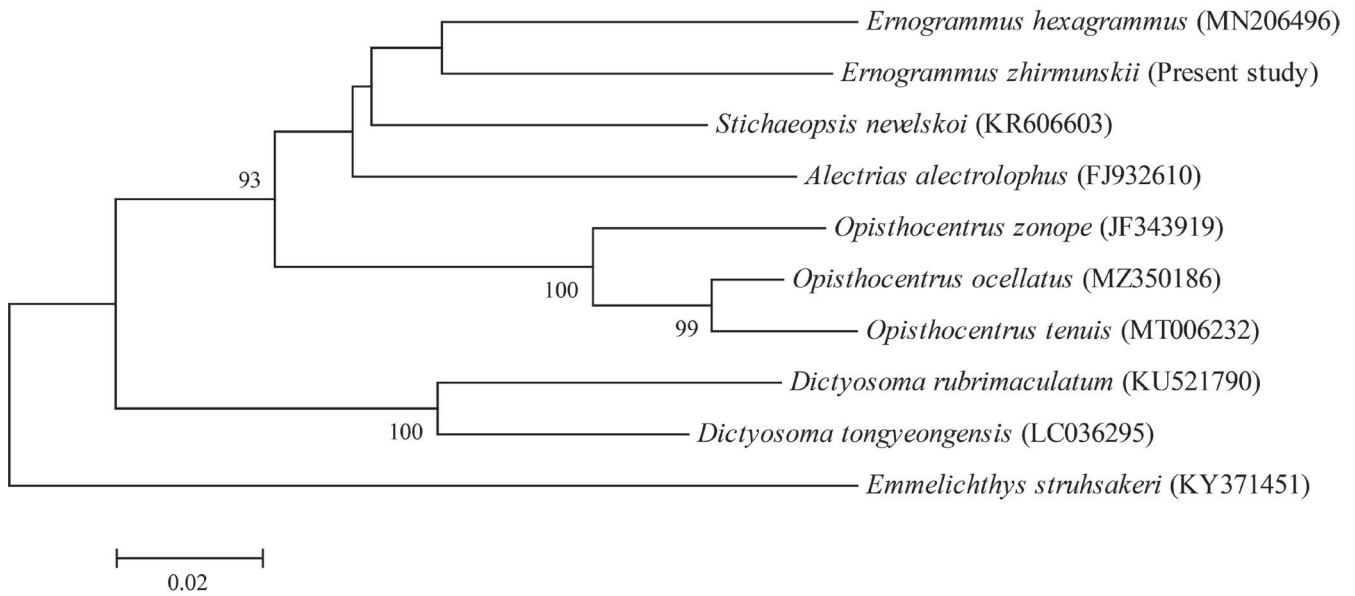 Ernogrammus hexagrammus (MN206496)
Ernogrammus zhirmunskii (Present study)
Stichaeopsis nevelskoi (KR606603)
Alectrias alectrolophus (FJ932610)
93
Opisthocentrus zonope (JF343919)
Opisthocentrus ocellatus (MZ350186)
100
99
Opisthocentrus tenuis (MT006232)
Dictyosoma rubrimaculatum (KU521790)
100
Dictyosoma tongyeongensis (LC036295)
Emmelichthys struhsakeri (KY371451)
0.02